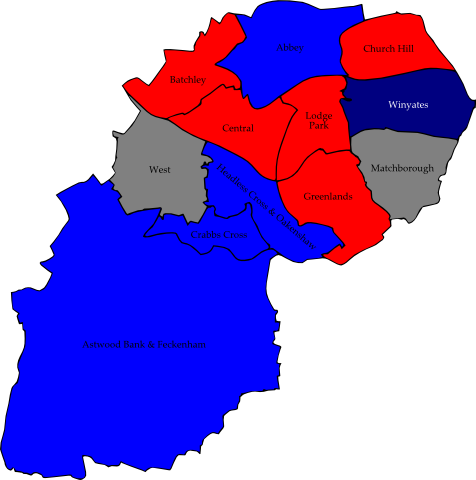 Abbey
Church Hill
Batchley
Winyates
Lodge
Park
Central
West
Matchborough
Greenlands
Headless Cross & Oakenshaw
Crabbs Cross
Astwood Bank & Feckenham